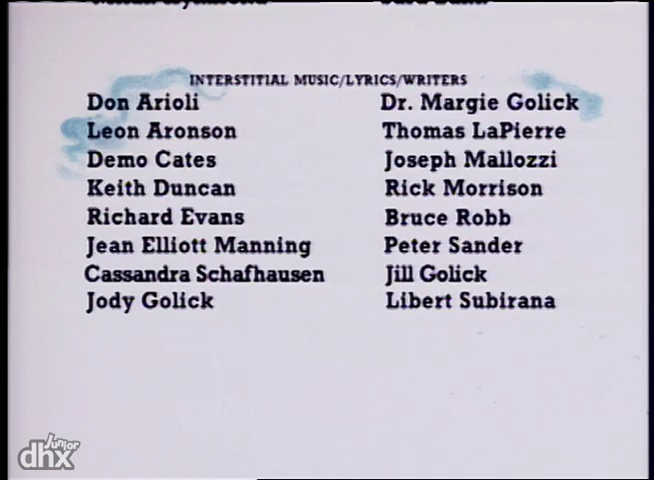 INTERSTITIAL MUSIC/LYRICS/WRITERS
Don Arioli Dr. Margie Golick
Leon Aronson Thomas LaPierre
Demo Cates Joseph Mallozzi
Keith Duncan Rick Morrison
Richard Evans Bruce Robb
Jean Elliott Manning Peter Sander
Cassandra Schafhausen Jill Golick
Jody Golick Libert Subirana
dhx Junior